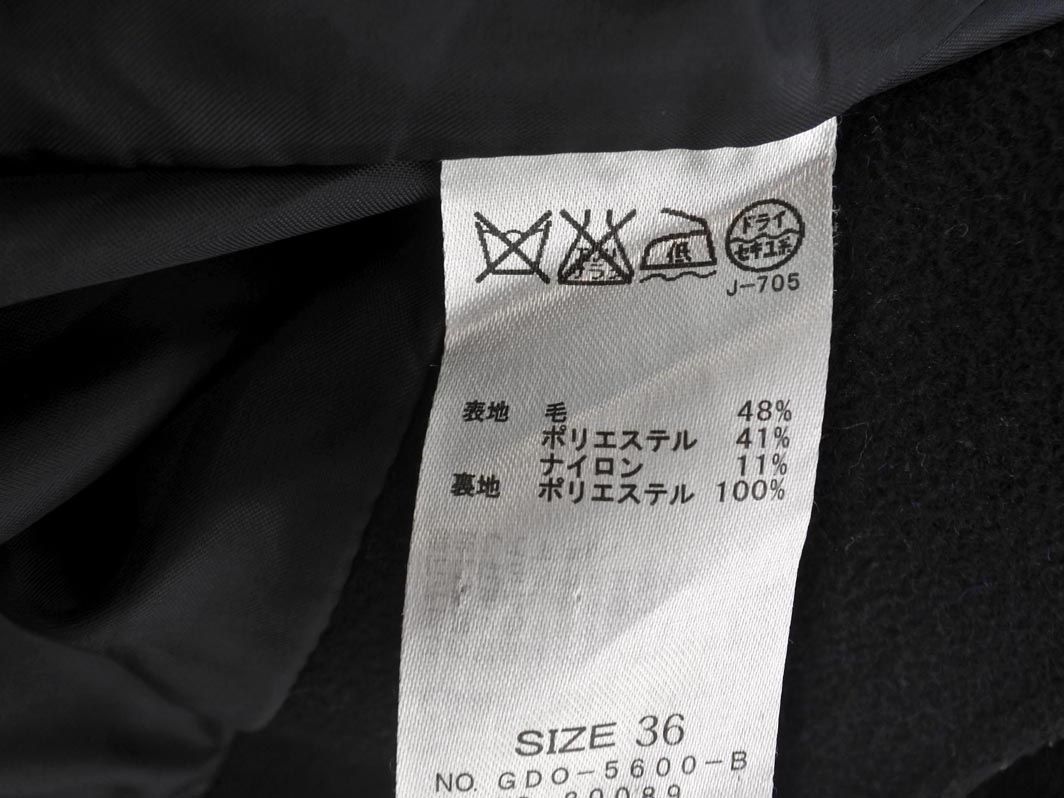 低
ドライ
セキユ系
J-705
表地 毛 48%
ポリエステル 41%
ナイロン 11%
裏地 ポリエステル 100%
SIZE 36
NO. GDO-5600-B